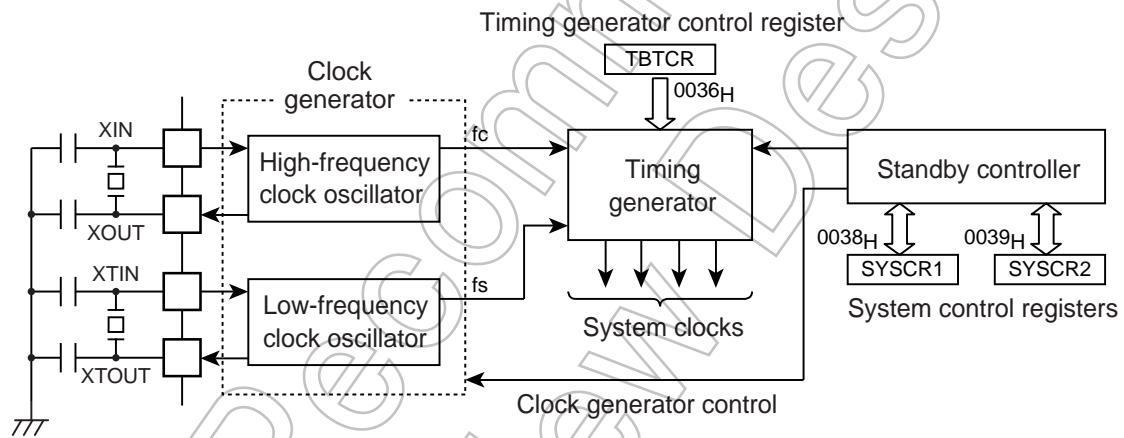 Timing generator control register
TBTCR
0036H
Clock
generator
XIN
High-frequency
clock oscillator
fc
Timing
generator
Standby controller
XOUT
0038H
0039H
XTIN
SYSCR1
SYSCR2
fs
Low-frequency
clock oscillator
System clocks
System control registers
XTOUT
Clock generator control